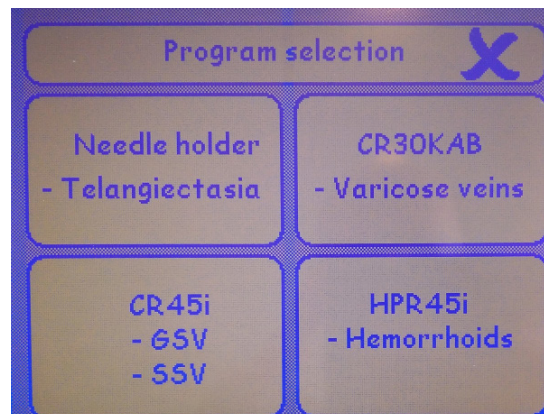 Program selection
Needle holder
- Telangiectasia
CR30KAB
- Varicose veins
CR45i
- GSV
- SSV
HPR45i
- Hemorrhoids